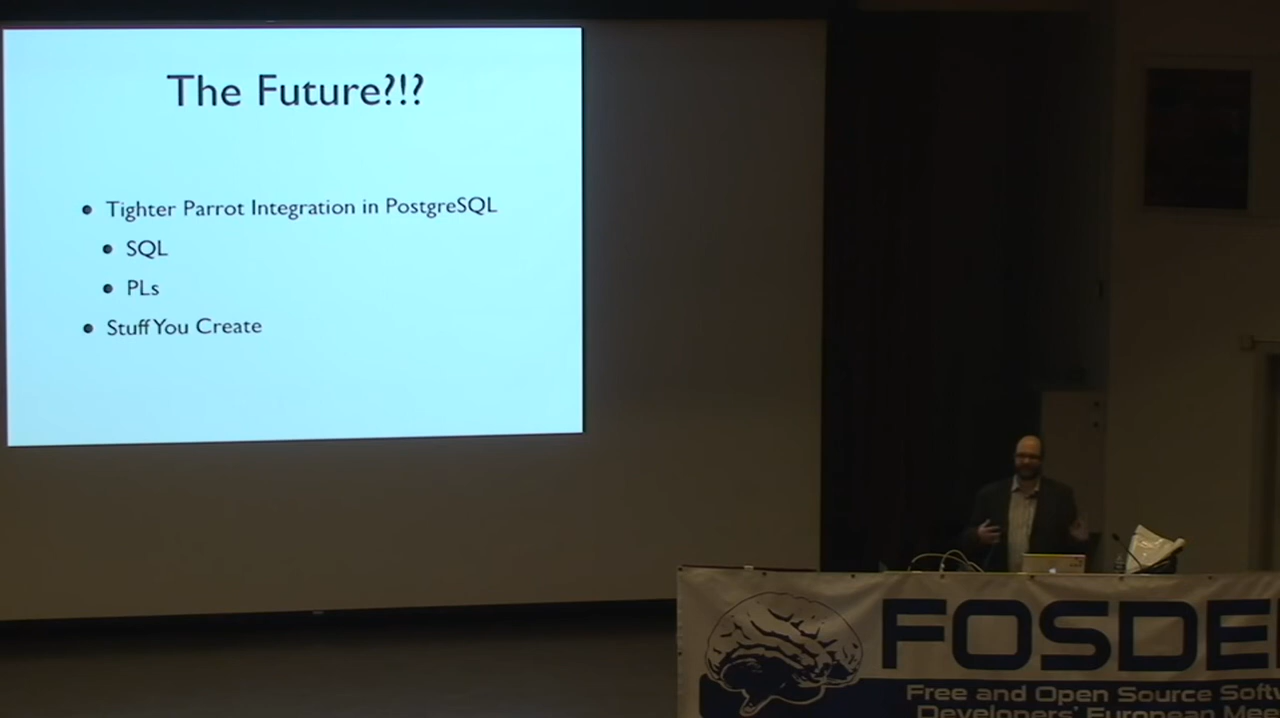 The Future?!?
Tighter Parrot Integration in PostgreSQL
SQL
PLs
Stuff You Create
FOSDE
Free and Open Source Softw
Developers' European Mee